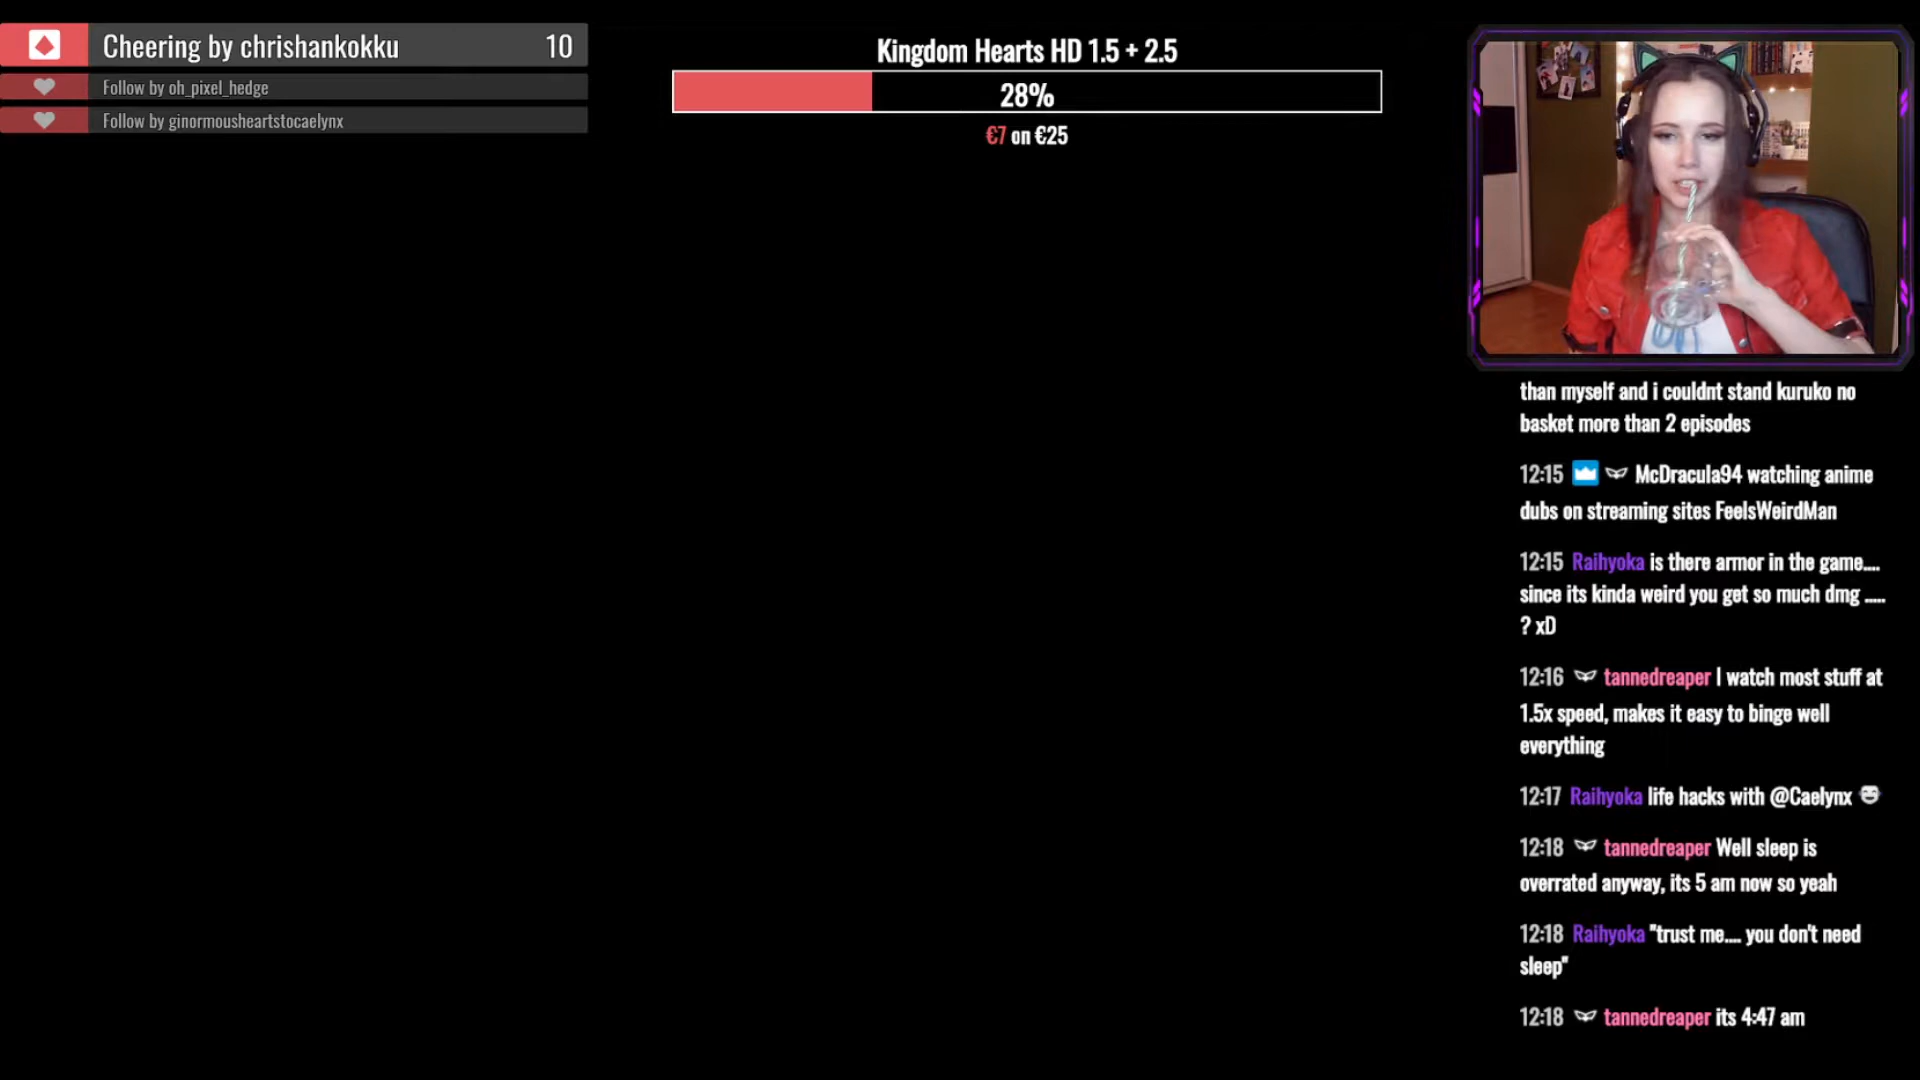 Cheering by chrishankokku 10
Follow by oh_pixel_hedge
Follow by ginormousheartstocaelynx
Kingdom Hearts HD 1.5 + 2.5
28%
€7 on €25
than myself and i couldnt stand kuruko no
basket more than 2 episodes
12:15 McDracula94 watching anime
dubs on streaming sites FeelsWeirdMan
12:15 Raihyoka is there armor in the game....
since its kinda weird you get so much dmg .....
? xD
12:16 tannedreaper I watch most stuff at
1.5x speed, makes it easy to binge well
everything
12:17 Raihyoka life hacks with @Caelynx
12:18 tannedreaper Well sleep is
overrated anyway, its 5 am now so yeah
12:18 Raihyoka "trust me.... you don't need
sleep"
12:18 tannedreaper its 4:47 am